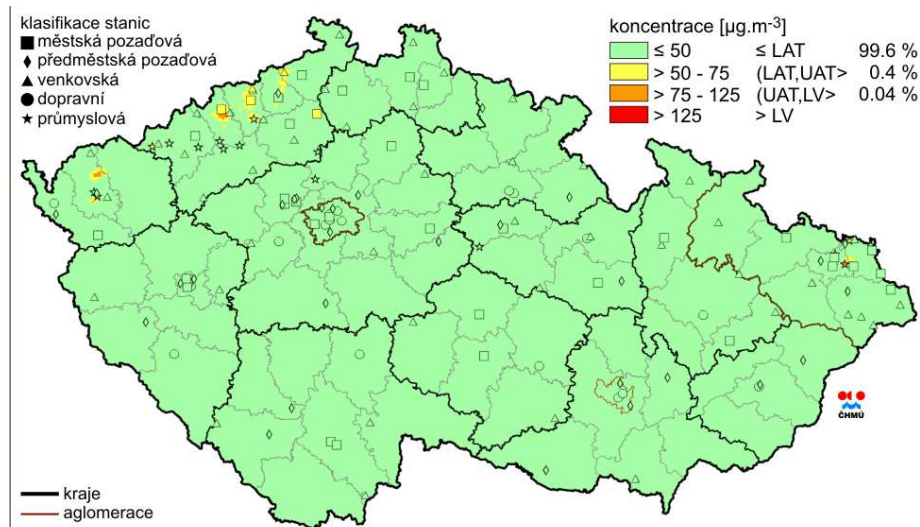 klasifikace stanic
městská pozaďová
předměstská pozaďová
venkovská
dopravní
průmyslová
koncentrace [µg.m-3]
≤ 50 ≤ LAT 99.6 %
> 50 - 75 (LAT,UAT> 0.4 %
> 75 - 125 (UAT,LV> 0.04 %
> 125 > LV
ČHMÚ
kraje
aglomerace